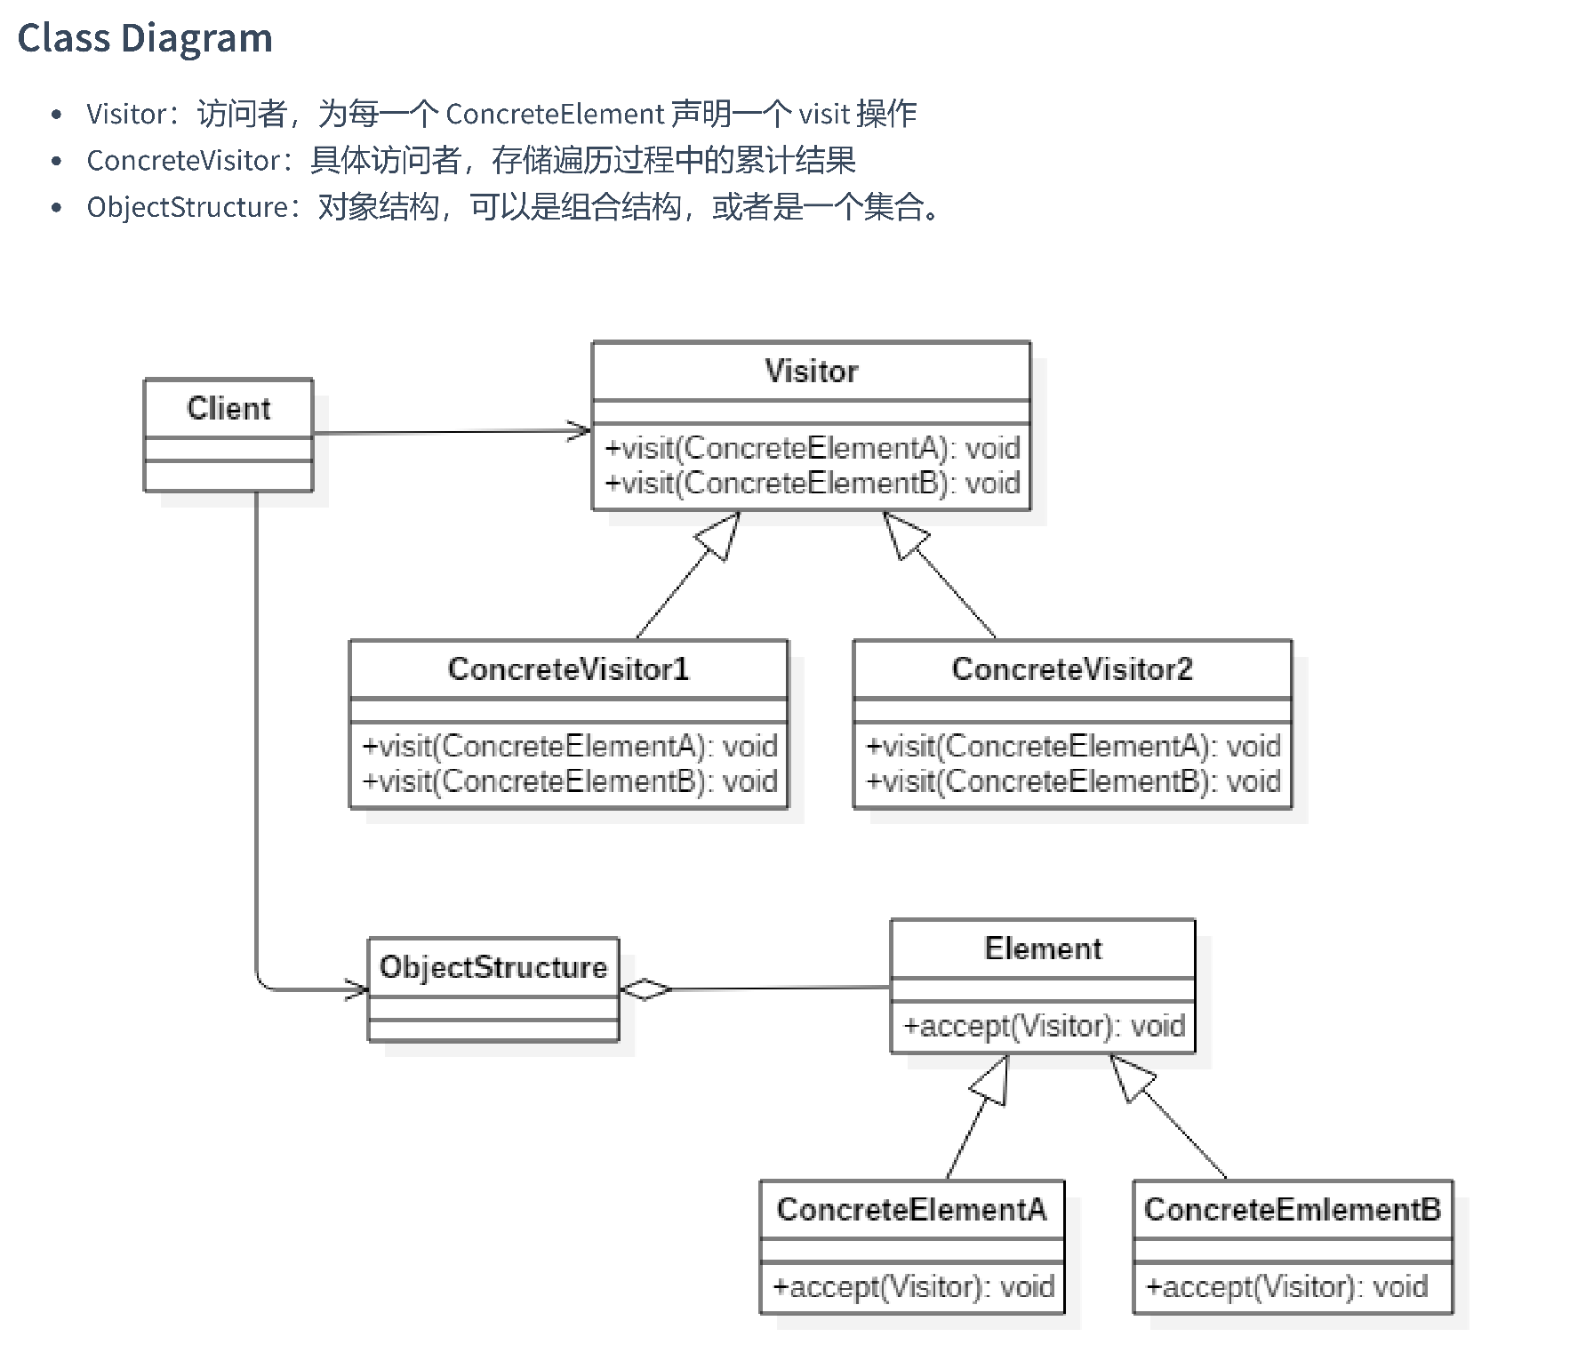 Class Diagram
• Visitor：访问者，为每一个 ConcreteElement 声明一个 visit 操作
• ConcreteVisitor：具体访问者，存储遍历过程中的累计结果
• ObjectStructure：对象结构，可以是组合结构，或者是一个集合。
Client
Visitor
+visit(ConcreteElementA): void
+visit(ConcreteElementB): void
ConcreteVisitor1
+visit(ConcreteElementA): void
+visit(ConcreteElementB): void
ConcreteVisitor2
+visit(ConcreteElementA): void
+visit(ConcreteElementB): void
ObjectStructure
Element
+accept(Visitor): void
ConcreteElementA
+accept(Visitor): void
ConcreteEmlementB
+accept(Visitor): void